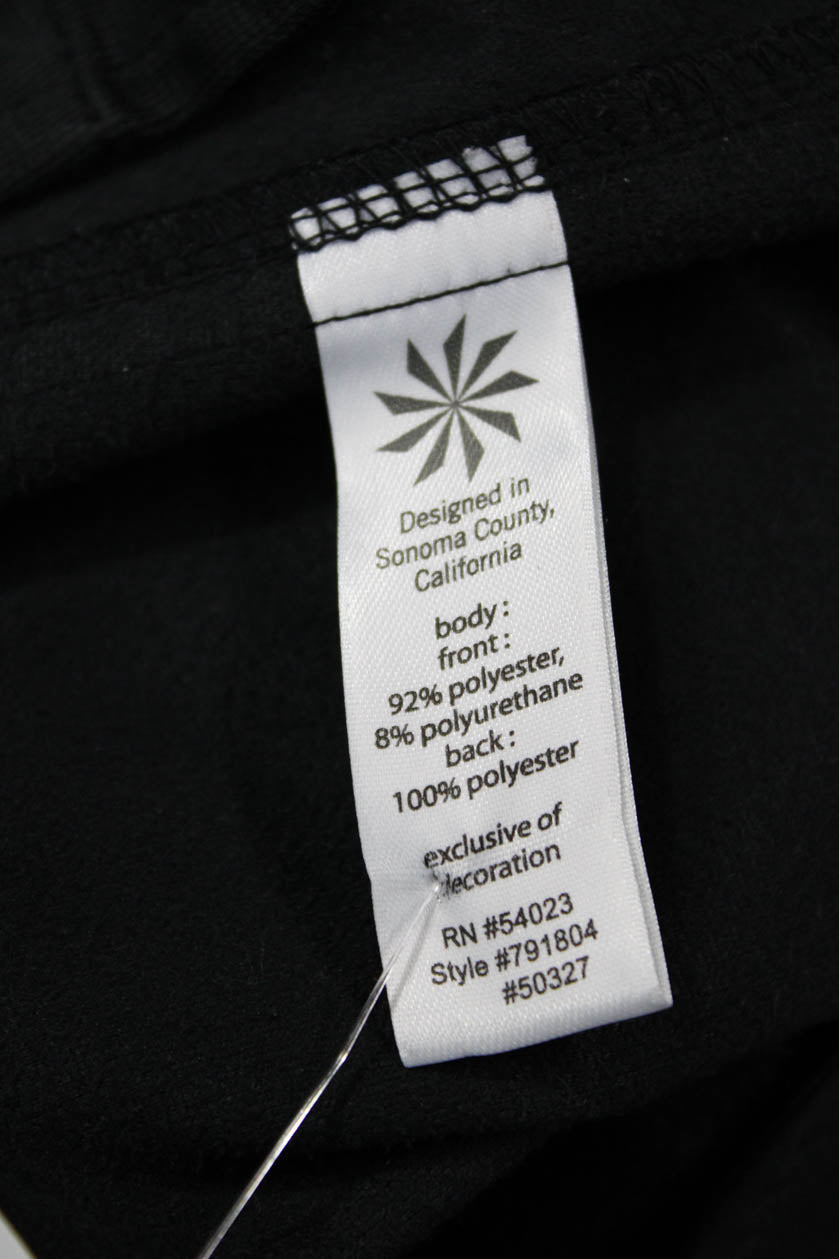 Designed in
Sonoma County,
California
body :
front :
92% polyester,
8% polyurethane
back :
100% polyester
exclusive of
decoration
RN #54023
Style #791804
#50327